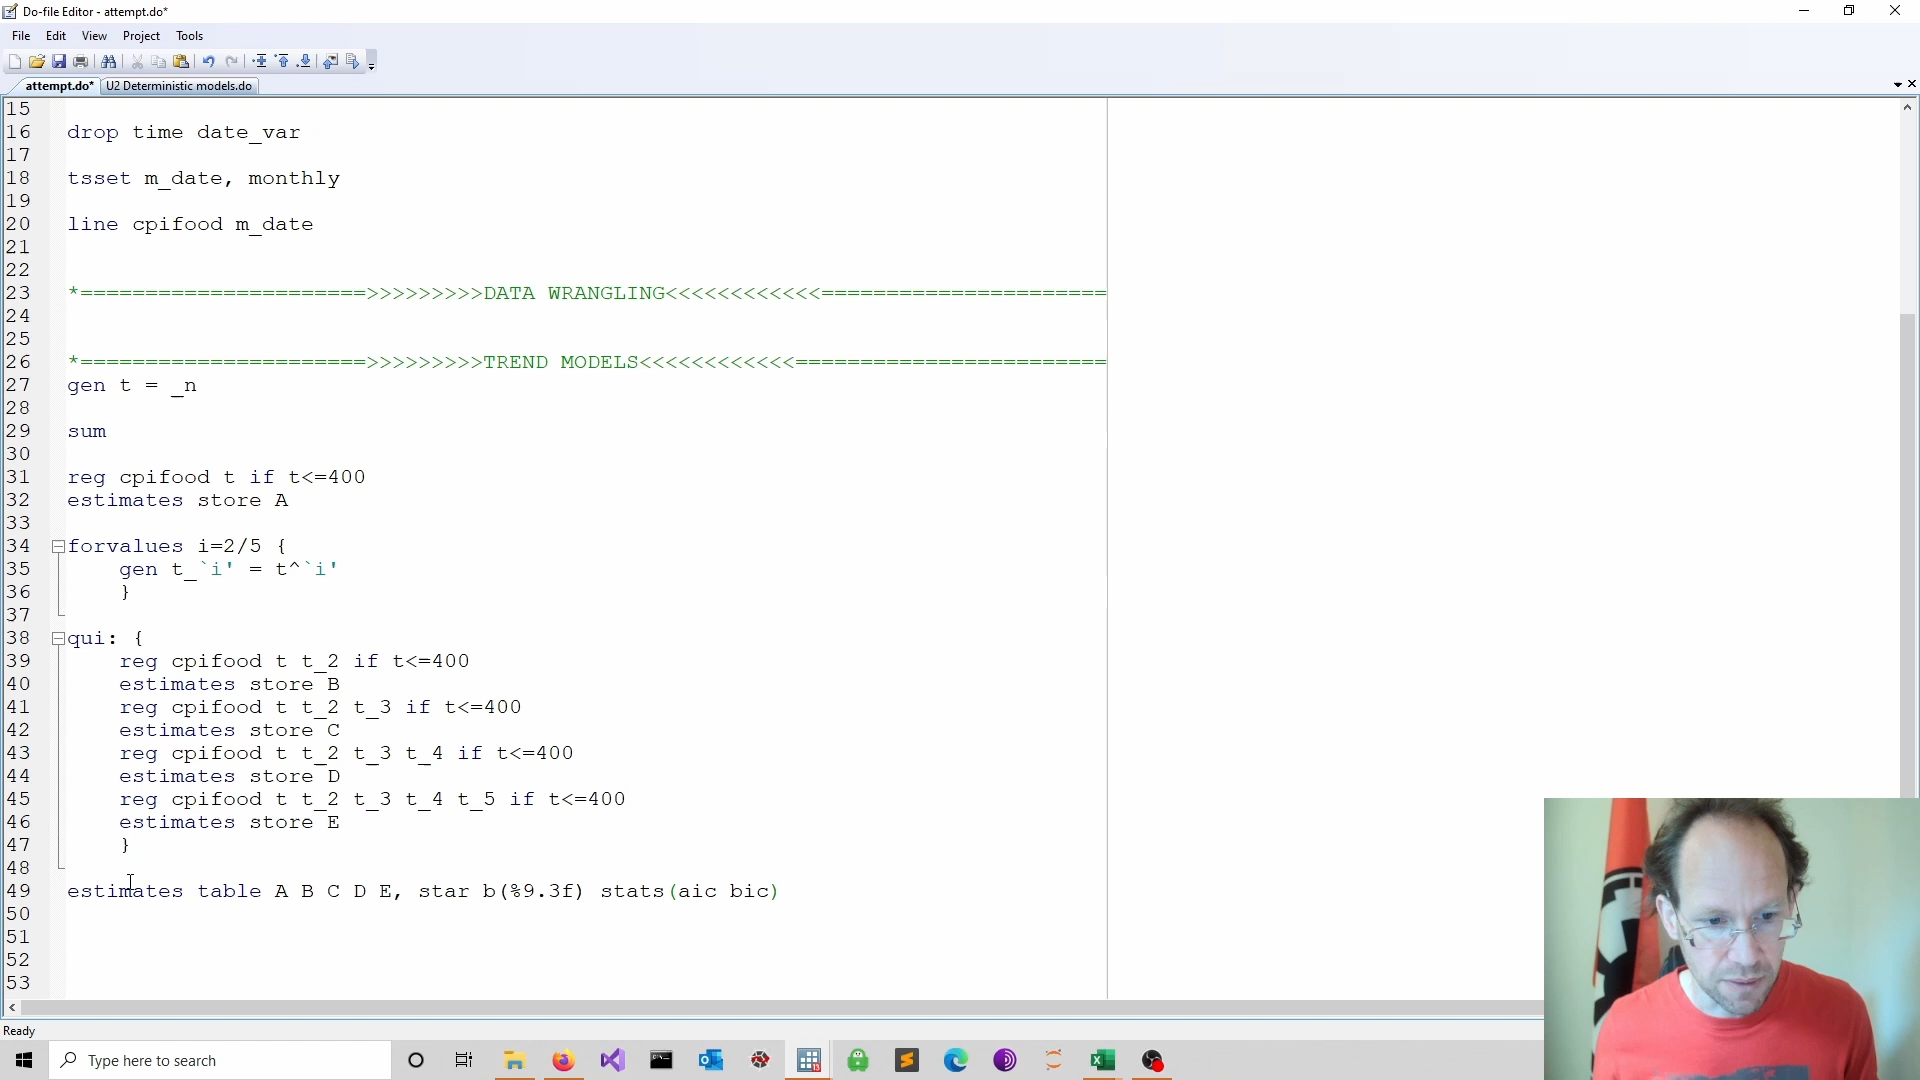 Do-file Editor - attempt.do*
File Edit View Project Tools
attempt.do* U2 Deterministic models.do
15
16 drop time date_var
17
18 tsset m_date, monthly
19
20 line cpifood m_date
21
22
23 *======================>>>>>>>>>DATA WRANGLING<<<<<<<<<<<<======================
24
25
26 *======================>>>>>>>>>TREND MODELS<<<<<<<<<<<<========================
27 gen t = _n
28
29 sum
30
31 reg cpifood t if t<=400
32 estimates store A
33
34 forvalues i=2/5 {
35 gen t_`i' = t^`i'
36 }
37
38 qui: {
39 reg cpifood t t_2 if t<=400
40 estimates store B
41 reg cpifood t t_2 t_3 if t<=400
42 estimates store C
43 reg cpifood t t_2 t_3 t_4 if t<=400
44 estimates store D
45 reg cpifood t t_2 t_3 t_4 t_5 if t<=400
46 estimates store E
47 }
48
49 estimates table A B C D E, star b(%9.3f) stats(aic bic)
50
51
52
53
Ready
Type here to search